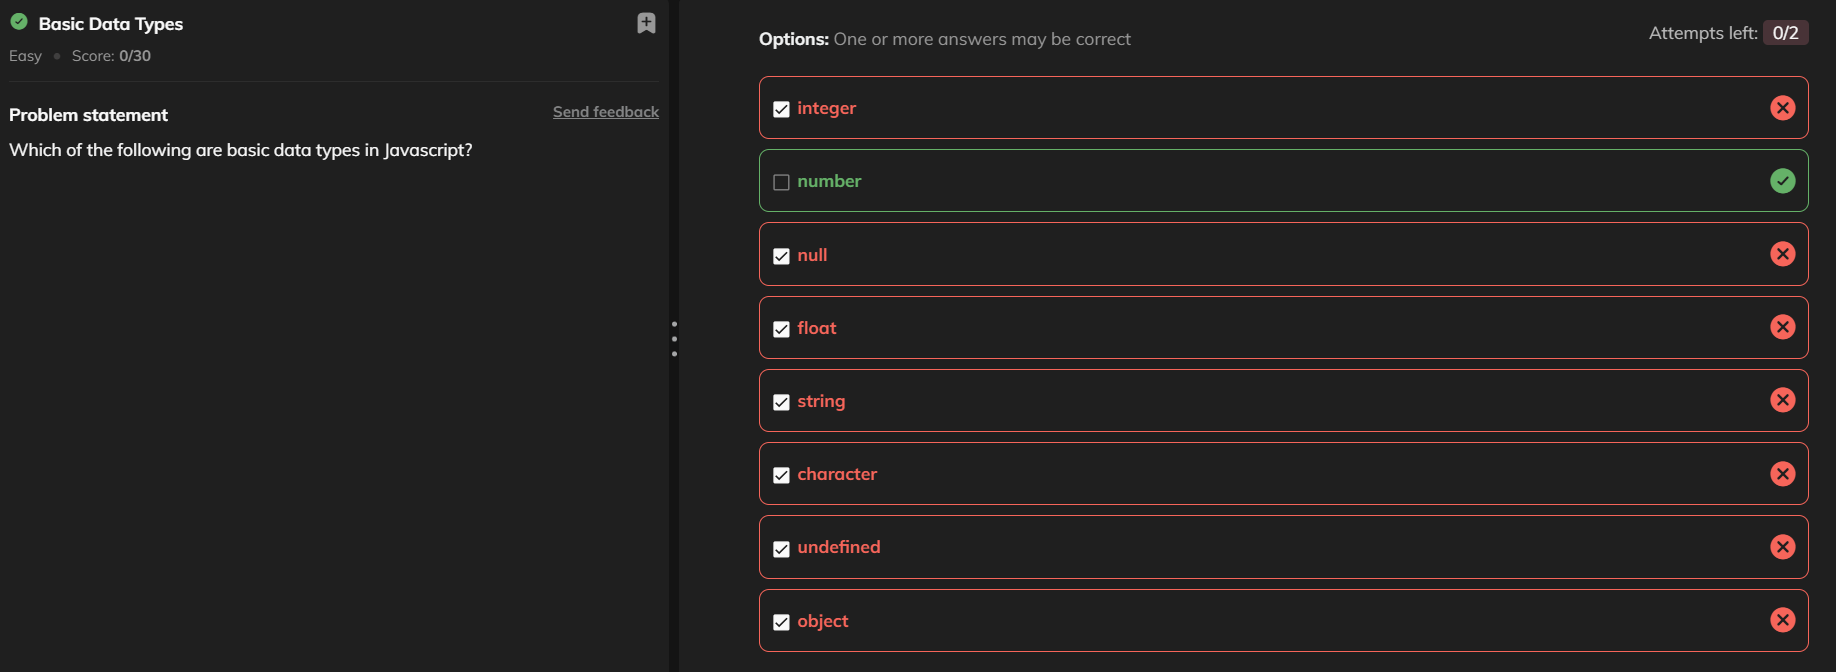 Basic Data Types
Easy • Score: 0/30
Problem statement
Send feedback
Which of the following are basic data types in Javascript?
Options: One or more answers may be correct
Attempts left: 0/2
integer
number
null
float
string
character
undefined
object